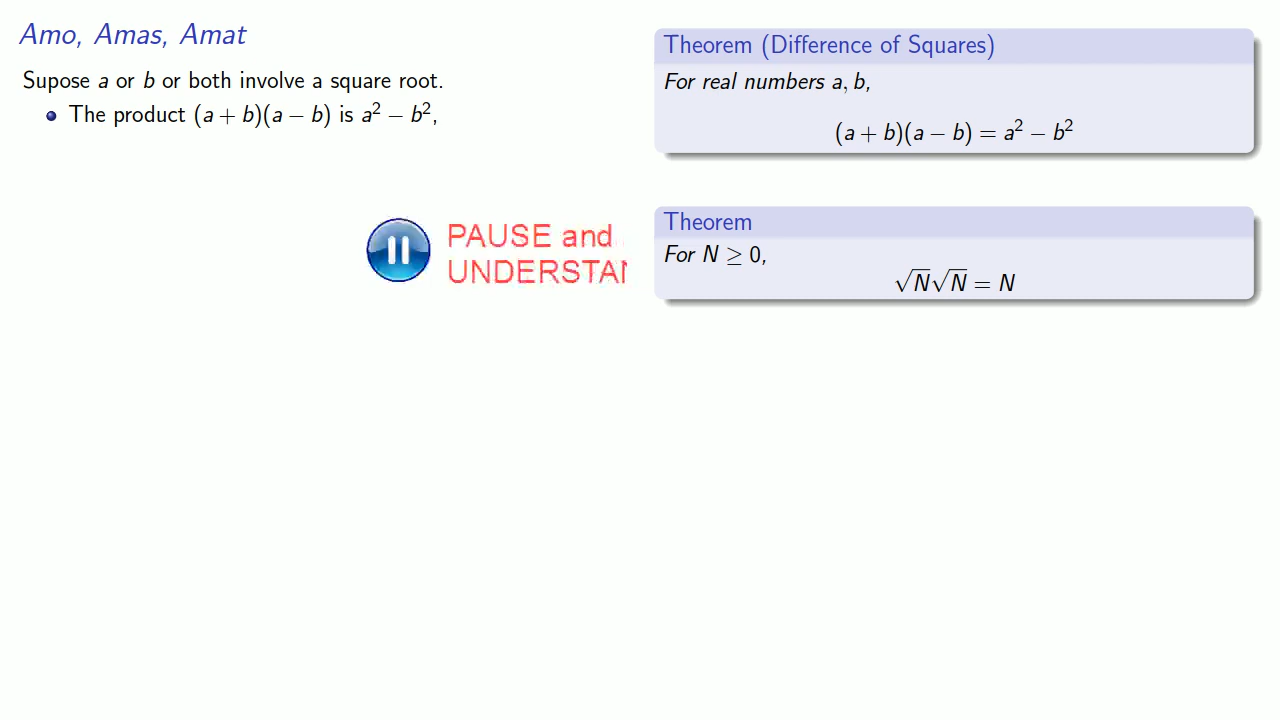 Amo, Amas, Amat
Supose a or b or both involve a square root.
• The product (a + b)(a − b) is a² − b²,
PAUSE and
UNDERSTAN
Theorem (Difference of Squares)
For real numbers a, b,
(a + b)(a − b) = a² − b²
Theorem
For N ≥ 0,
√N√N = N